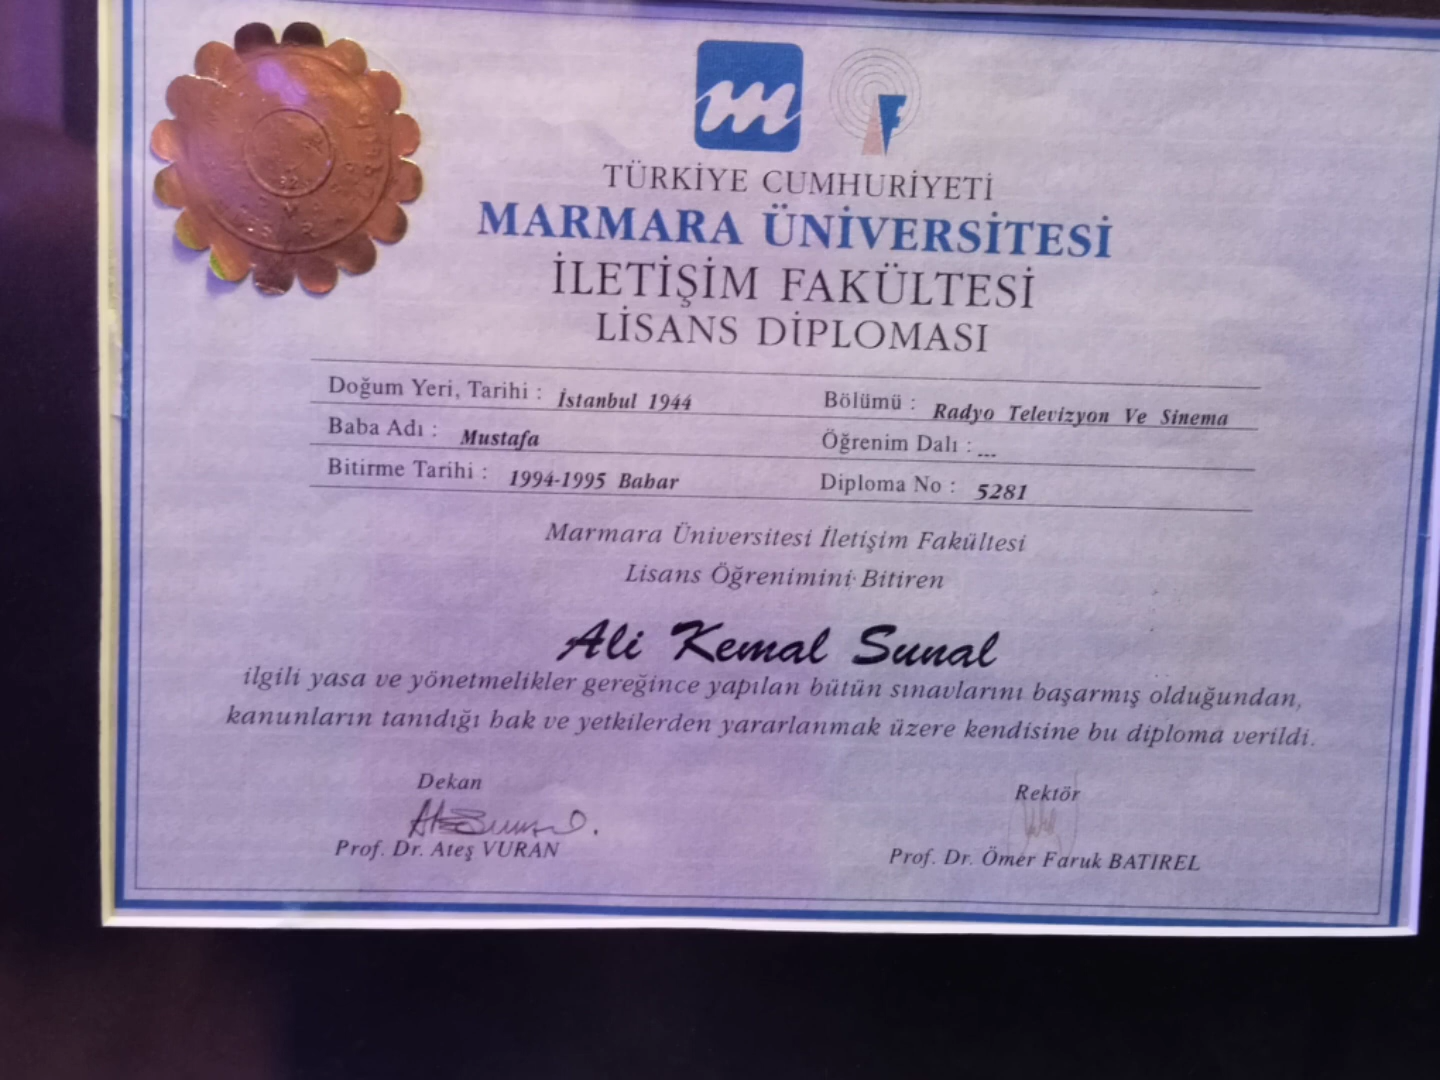 TÜRKİYE CUMHURİYETİ
MARMARA ÜNİVERSİTESİ
İLETİŞİM FAKÜLTESİ
LİSANS DİPLOMASI
Doğum Yeri, Tarihi : İstanbul 1944 Bölümü : Radyo Televizyon Ve Sinema
Baba Adı : Mustafa Öğrenim Dalı : ...
Bitirme Tarihi : 1994-1995 Bahar Diploma No : 5281
Marmara Üniversitesi İletişim Fakültesi
Lisans Öğrenimini Bitiren
Ali Kemal Sunal
ilgili yasa ve yönetmelikler gereğince yapılan bütün sınavlarını başarmış olduğundan,
kanunların tanıdığı hak ve yetkilerden yararlanmak üzere kendisine bu diploma verildi.
Dekan Rektör
Prof. Dr. Ateş VURAN Prof. Dr. Ömer Faruk BATIREL